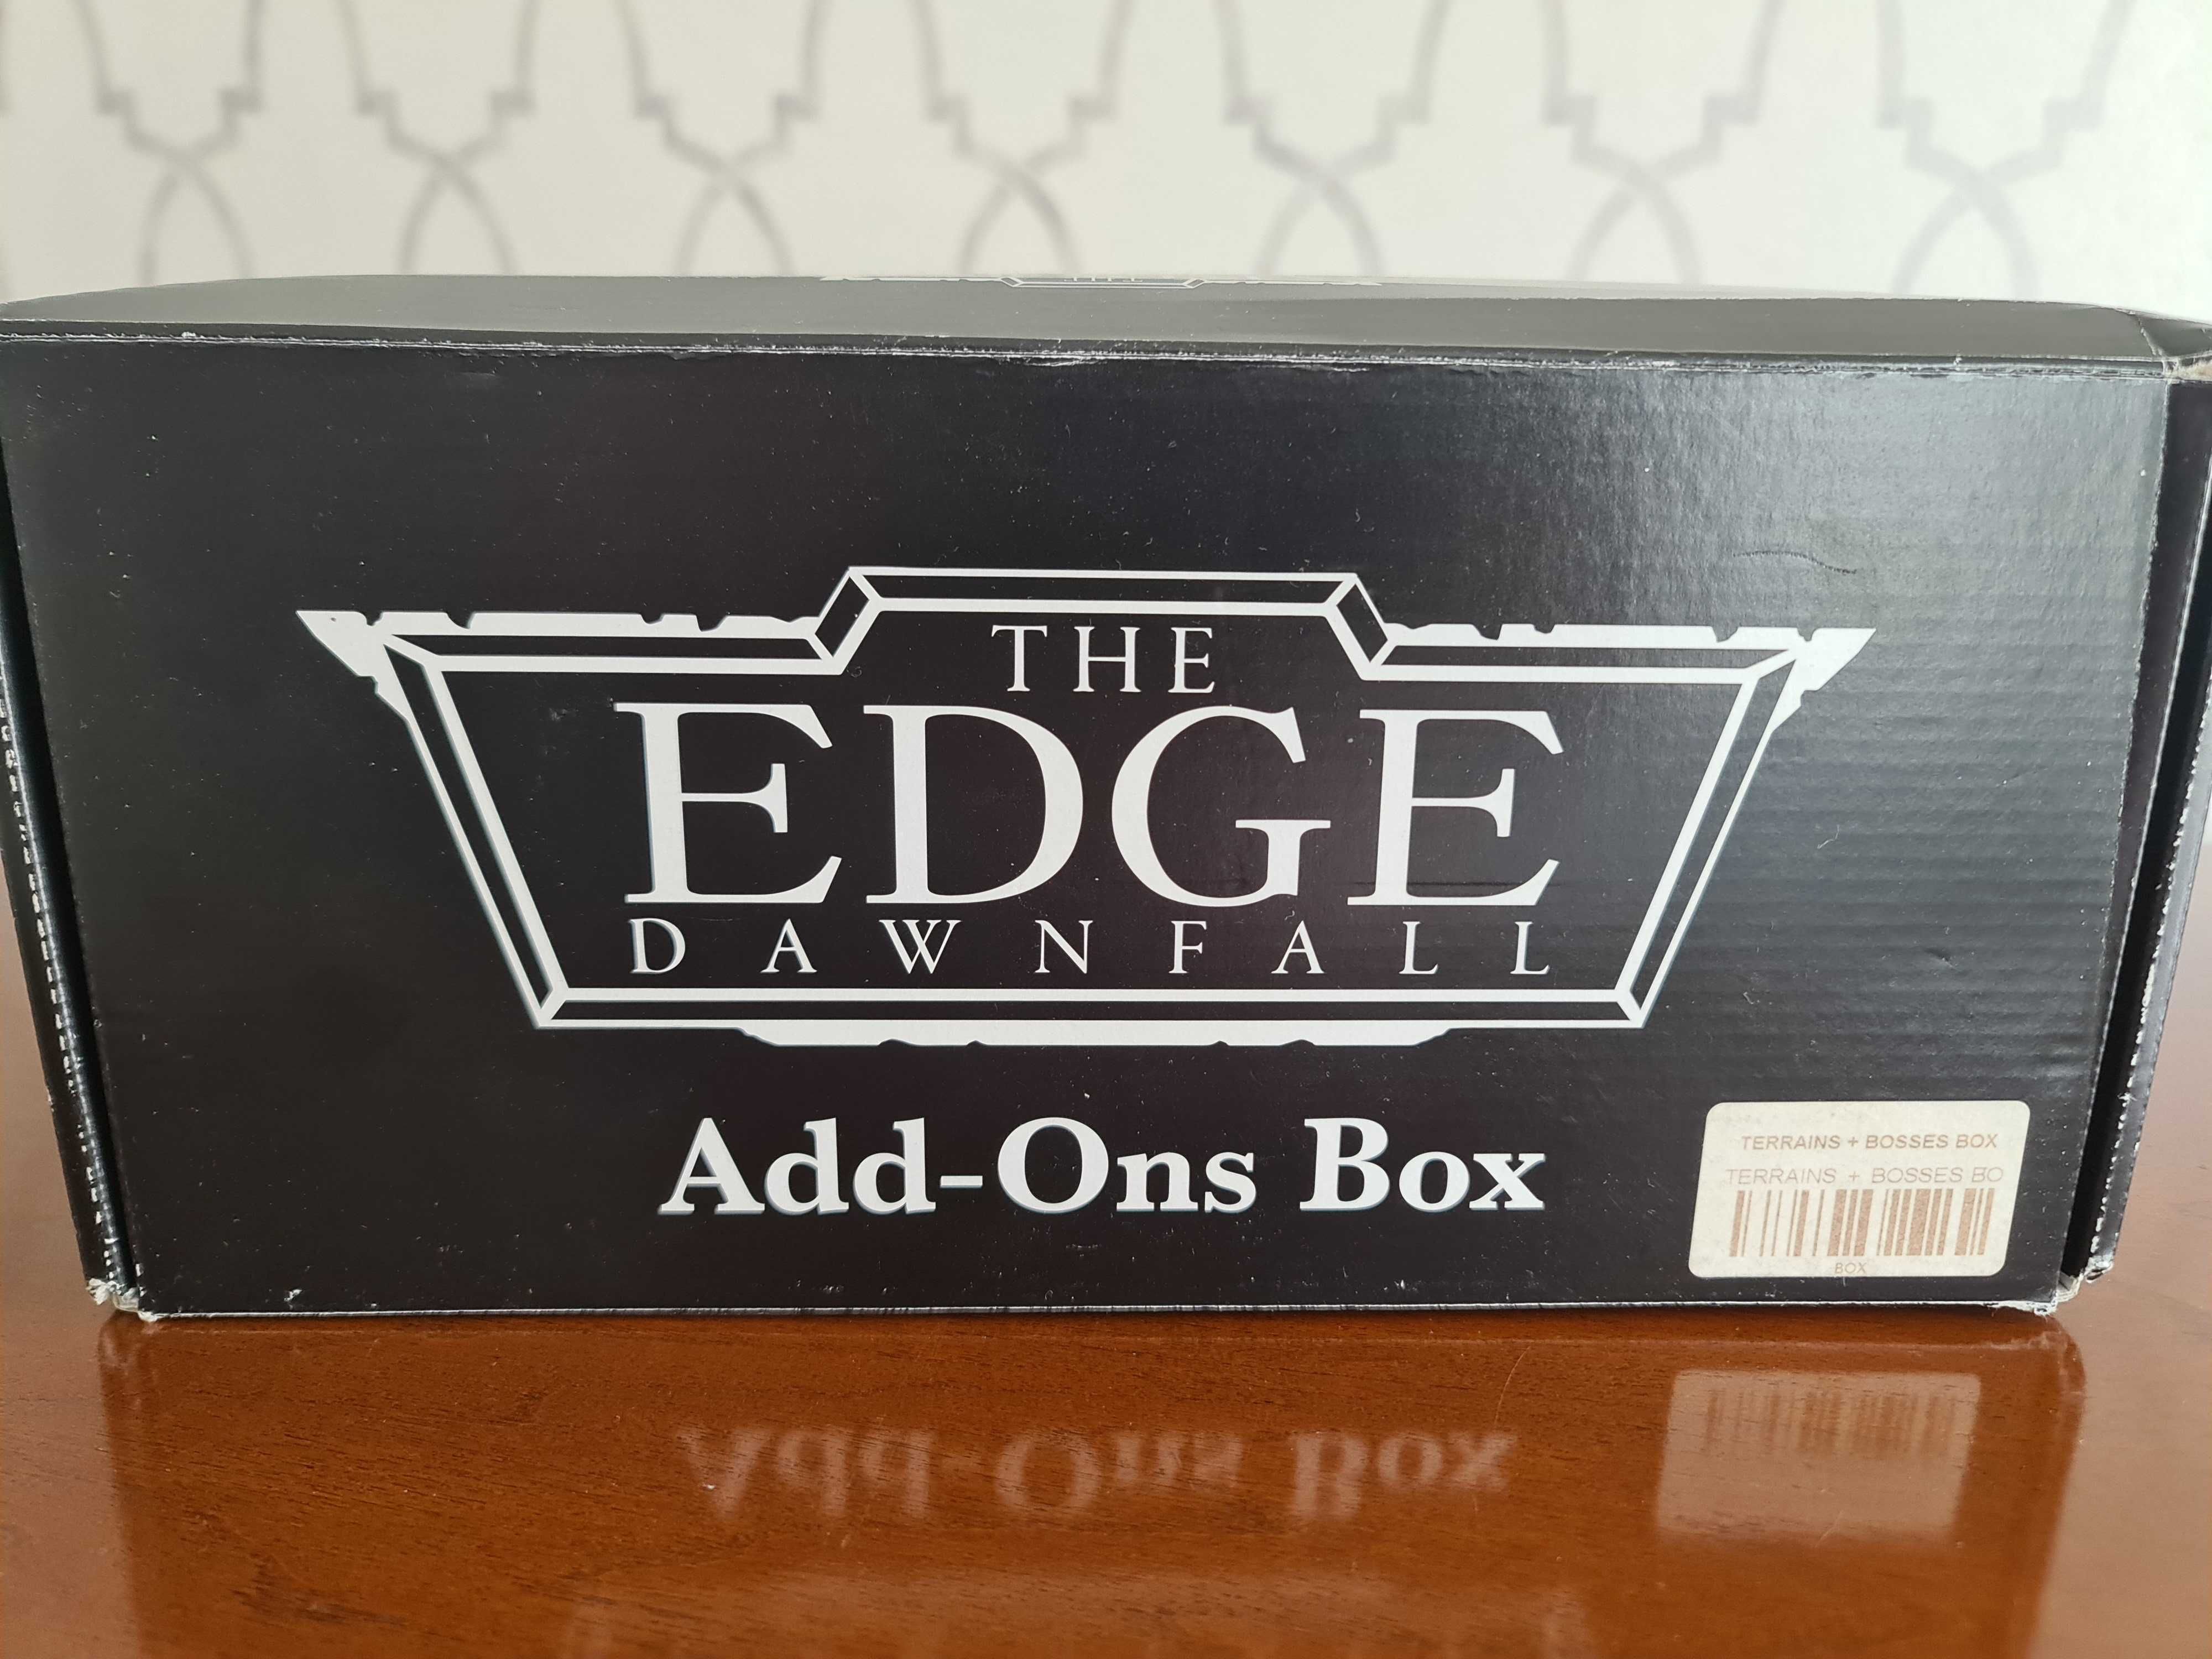 THE
EDGE
DAWNFALL
Add-Ons Box
TERRAINS + BOSSES BOX
TERRAINS + BOSSES BO
BOX